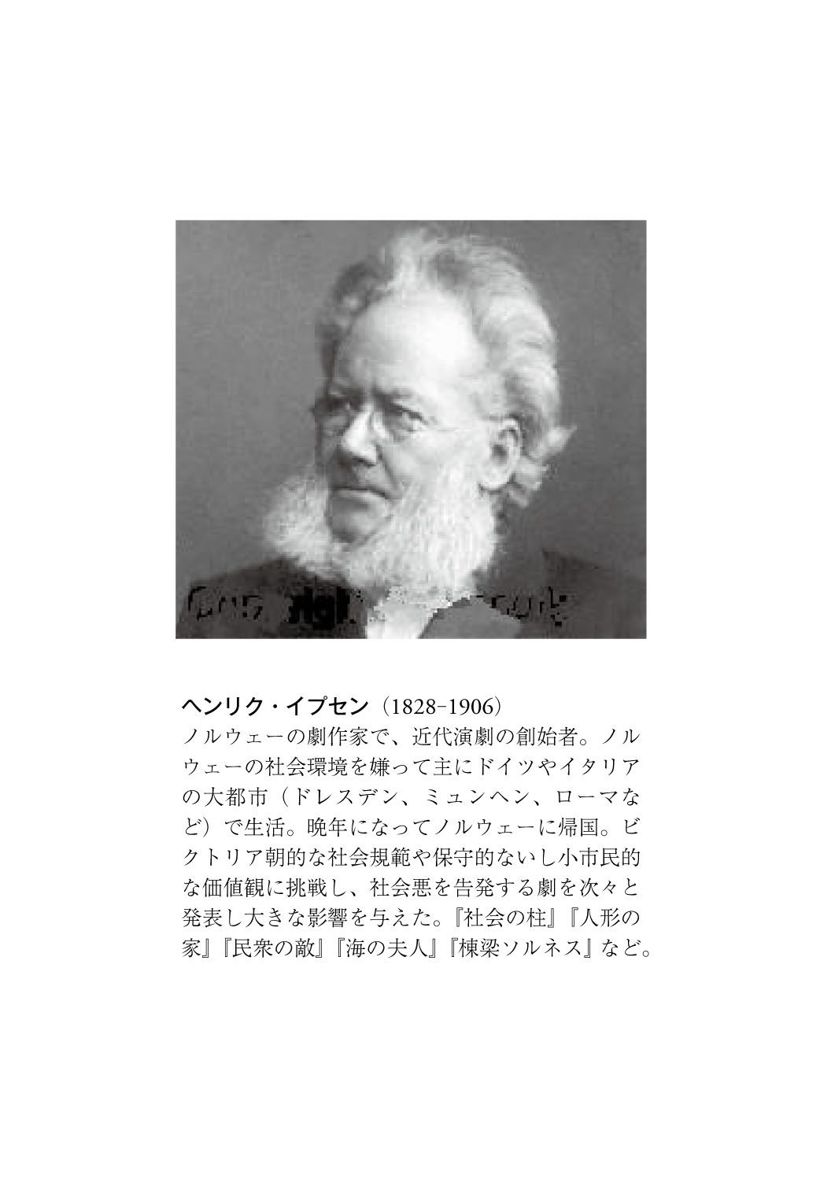 ヘンリク・イプセン（1828–1906）
ノルウェーの劇作家で、近代演劇の創始者。ノル
ウェーの社会環境を嫌って主にドイツやイタリア
の大都市（ドレスデン、ミュンヘン、ローマな
ど）で生活。晩年になってノルウェーに帰国。ビ
クトリア朝的な社会規範や保守的ないし小市民的
な価値観に挑戦し、社会悪を告発する劇を次々と
発表し大きな影響を与えた。『社会の柱』『人形の
家』『民衆の敵』『海の夫人』『棟梁ソルネス』など。